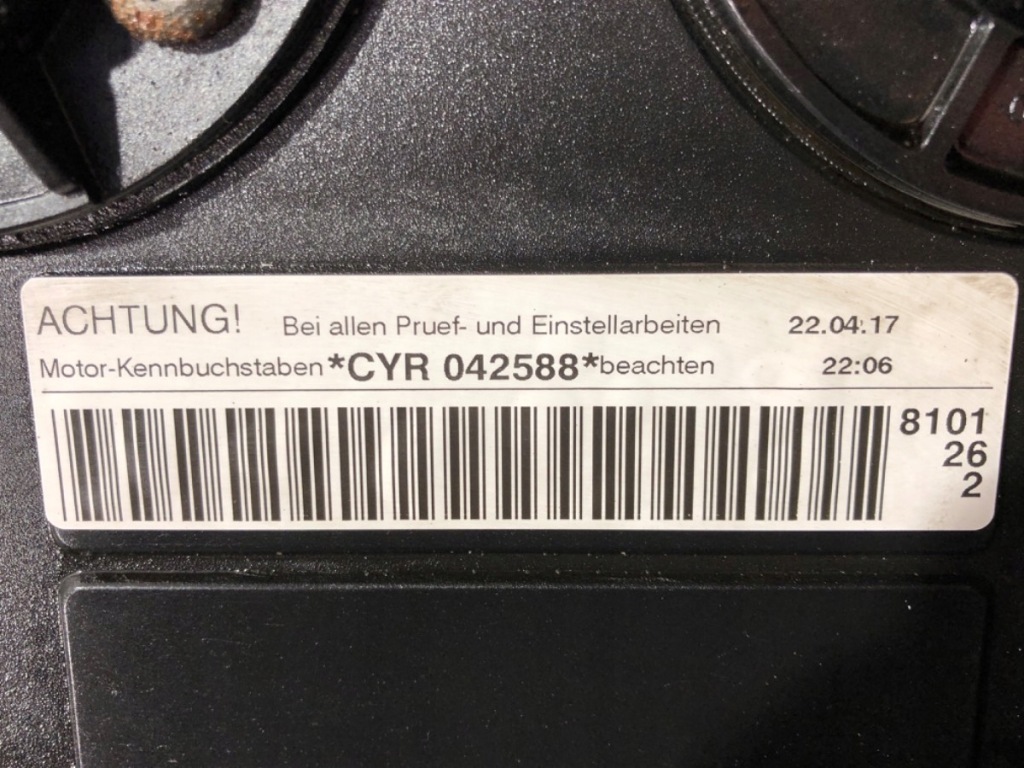 ACHTUNG! Bei allen Pruef- und Einstellarbeiten 22.04.17
Motor-Kennbuchstaben *CYR 042588* beachten 22:06
8101
26
2